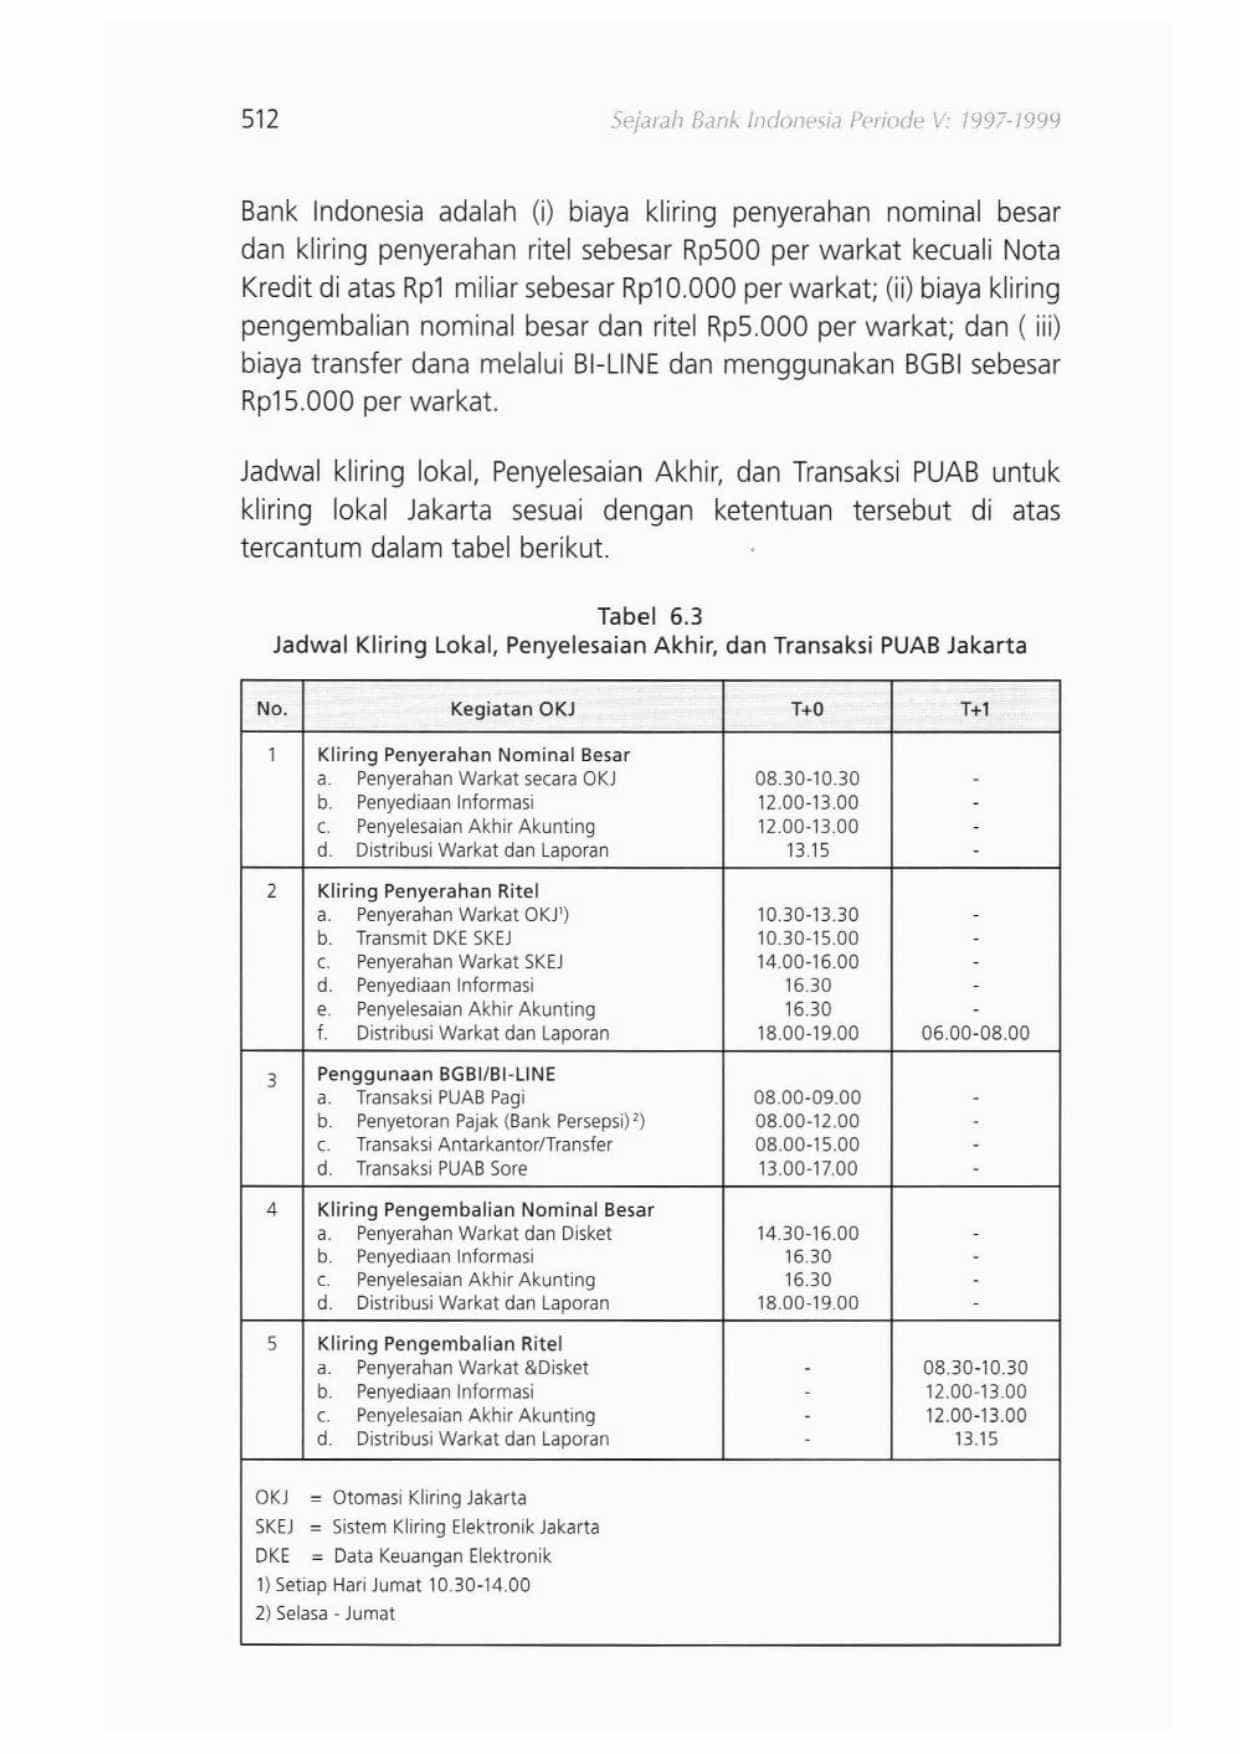 512
Sejarah Bank Indonesia Periode V: 1997-1999
Bank Indonesia adalah (i) biaya kliring penyerahan nominal besar
dan kliring penyerahan ritel sebesar Rp500 per warkat kecuali Nota
Kredit di atas Rp1 miliar sebesar Rp10.000 per warkat; (ii) biaya kliring
pengembalian nominal besar dan ritel Rp5.000 per warkat; dan ( iii)
biaya transfer dana melalui BI-LINE dan menggunakan BGBI sebesar
Rp15.000 per warkat.
Jadwal kliring lokal, Penyelesaian Akhir, dan Transaksi PUAB untuk
kliring lokal Jakarta sesuai dengan ketentuan tersebut di atas
tercantum dalam tabel berikut.
Tabel 6.3
Jadwal Kliring Lokal, Penyelesaian Akhir, dan Transaksi PUAB Jakarta
No. Kegiatan OKJ T+0 T+1
1 Kliring Penyerahan Nominal Besar
a. Penyerahan Warkat secara OKJ 08.30-10.30 -
b. Penyediaan Informasi 12.00-13.00 -
c. Penyelesaian Akhir Akunting 12.00-13.00 -
d. Distribusi Warkat dan Laporan 13.15 -
2 Kliring Penyerahan Ritel
a. Penyerahan Warkat OKJ¹) 10.30-13.30 -
b. Transmit DKE SKEJ 10.30-15.00 -
c. Penyerahan Warkat SKEJ 14.00-16.00 -
d. Penyediaan Informasi 16.30 -
e. Penyelesaian Akhir Akunting 16.30 -
f. Distribusi Warkat dan Laporan 18.00-19.00 06.00-08.00
3 Penggunaan BGBI/BI-LINE
a. Transaksi PUAB Pagi 08.00-09.00 -
b. Penyetoran Pajak (Bank Persepsi)²) 08.00-12.00 -
c. Transaksi Antarkantor/Transfer 08.00-15.00 -
d. Transaksi PUAB Sore 13.00-17.00 -
4 Kliring Pengembalian Nominal Besar
a. Penyerahan Warkat dan Disket 14.30-16.00 -
b. Penyediaan Informasi 16.30 -
c. Penyelesaian Akhir Akunting 16.30 -
d. Distribusi Warkat dan Laporan 18.00-19.00 -
5 Kliring Pengembalian Ritel
a. Penyerahan Warkat &Disket - 08.30-10.30
b. Penyediaan Informasi - 12.00-13.00
c. Penyelesaian Akhir Akunting - 12.00-13.00
d. Distribusi Warkat dan Laporan - 13.15
OKJ = Otomasi Kliring Jakarta
SKEJ = Sistem Kliring Elektronik Jakarta
DKE = Data Keuangan Elektronik
1) Setiap Hari Jumat 10.30-14.00
2) Selasa - Jumat